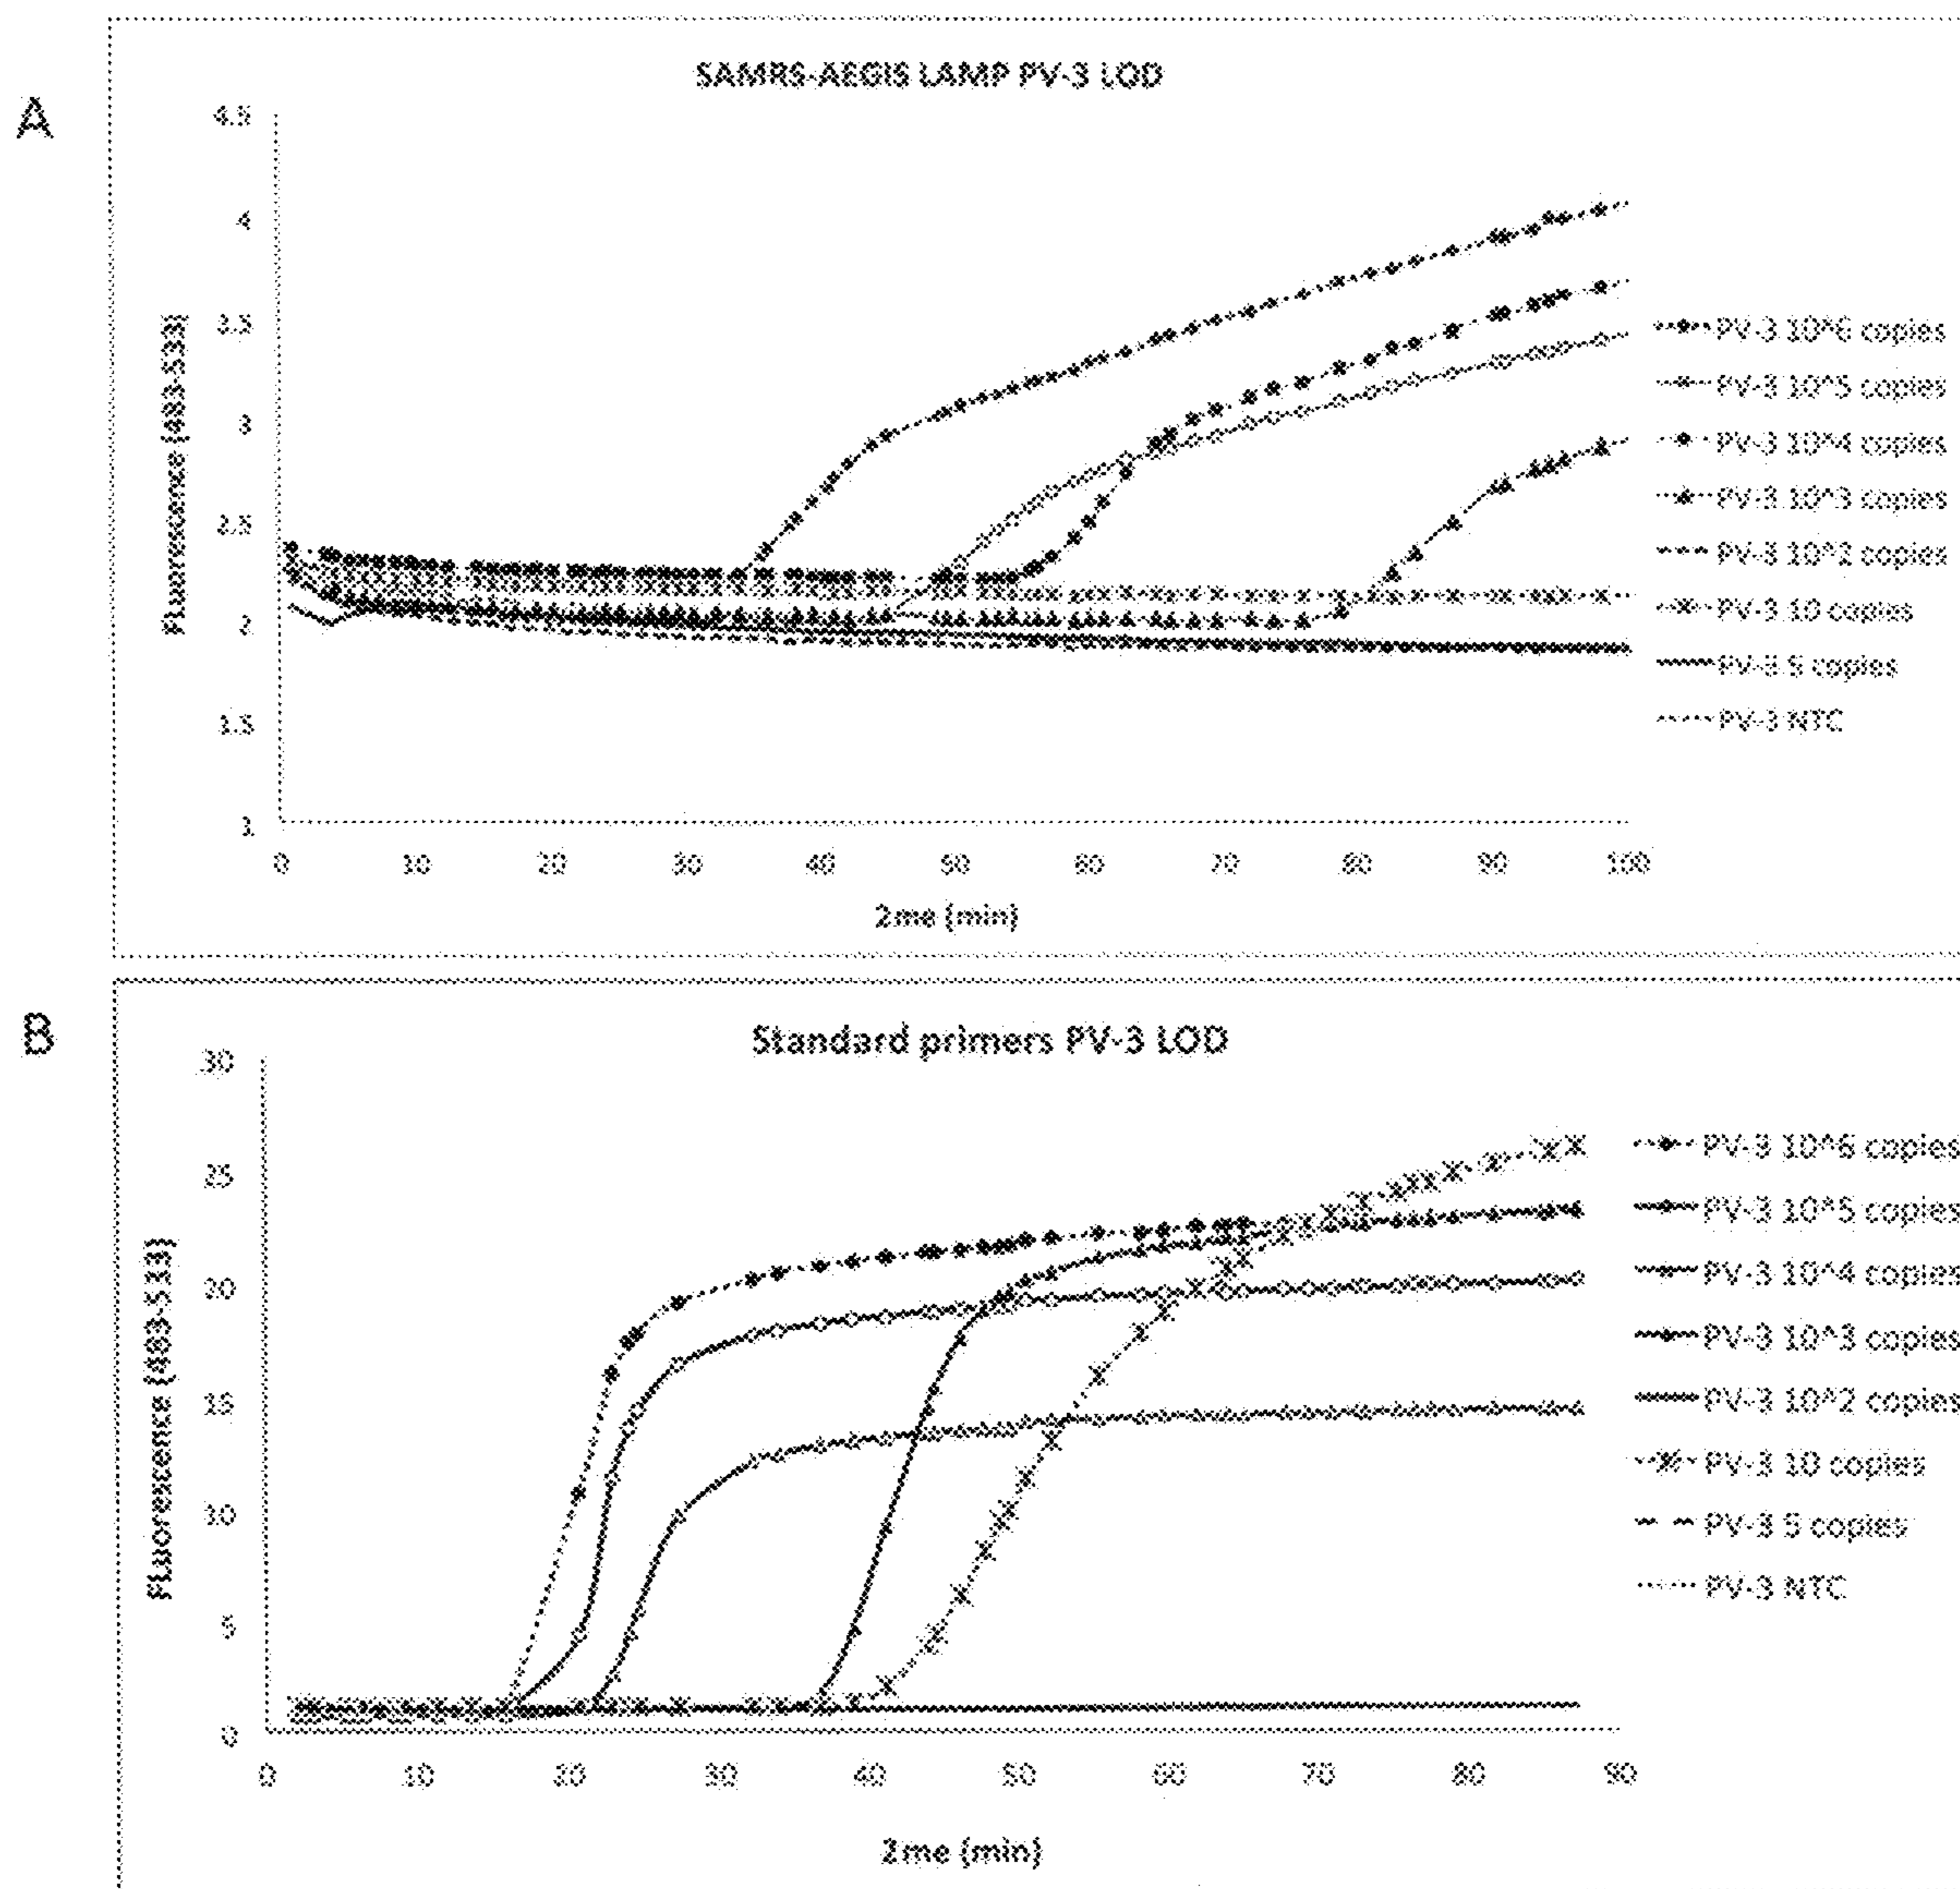 A
SAMRS-AEGIS LAMP PV-3 LOD
4.5
4
3.5
3
2.5
2
1.5
1
Fluorescence (483-533)
0 10 20 30 40 50 60 70 80 90 100
2me (min)
PV-3 10^6 copies
PV-3 10^5 copies
PV-3 10^4 copies
PV-3 10^3 copies
PV-3 10^2 copies
PV-3 10 copies
PV-3 5 copies
PV-3 NTC
B
Standard primers PV-3 LOD
30
25
20
15
10
5
0
FLuorescence (483-533)
0 10 20 30 40 50 60 70 80 90
2me (min)
PV-3 10^6 copies
PV-3 10^5 copies
PV-3 10^4 copies
PV-3 10^3 copies
PV-3 10^2 copies
PV-3 10 copies
PV-3 5 copies
PV-3 NTC